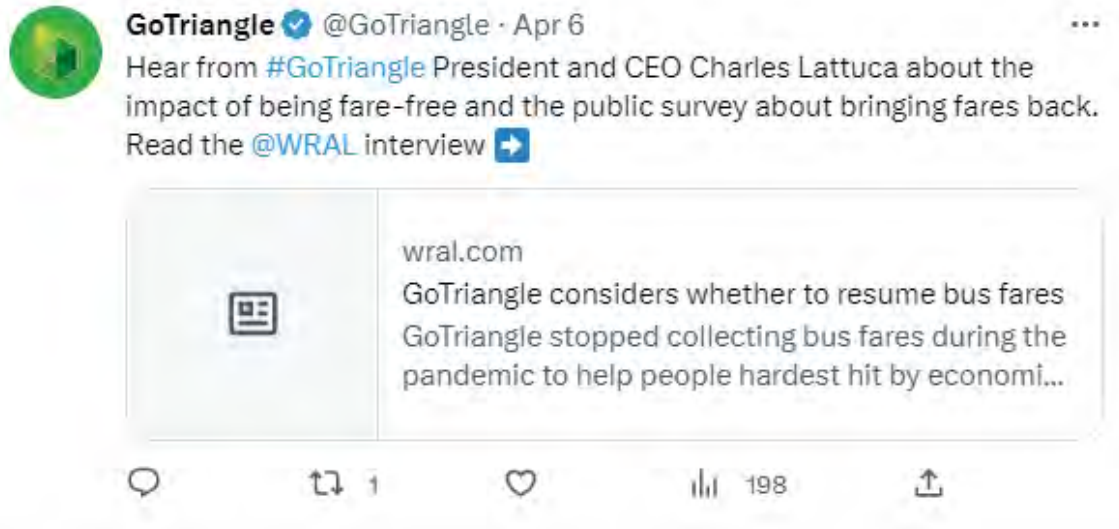 GoTriangle @GoTriangle · Apr 6
Hear from #GoTriangle President and CEO Charles Lattuca about the
impact of being fare-free and the public survey about bringing fares back.
Read the @WRAL interview ➡
wral.com
GoTriangle considers whether to resume bus fares
GoTriangle stopped collecting bus fares during the
pandemic to help people hardest hit by economi...
1 198